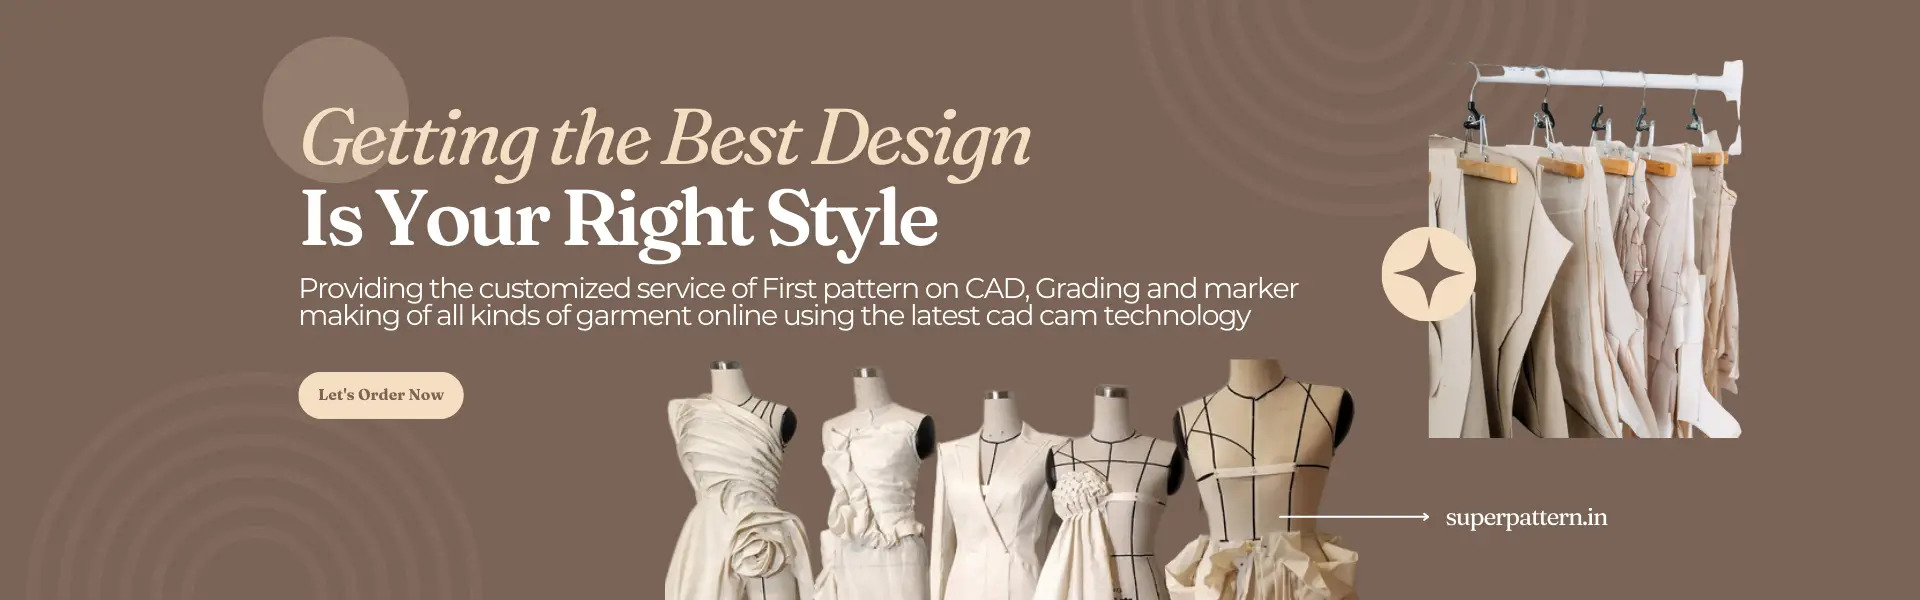 Getting the Best Design
Is Your Right Style
Providing the customized service of First pattern on CAD, Grading and marker
making of all kinds of garment online using the latest cad cam technology
Let's Order Now
superpattern.in